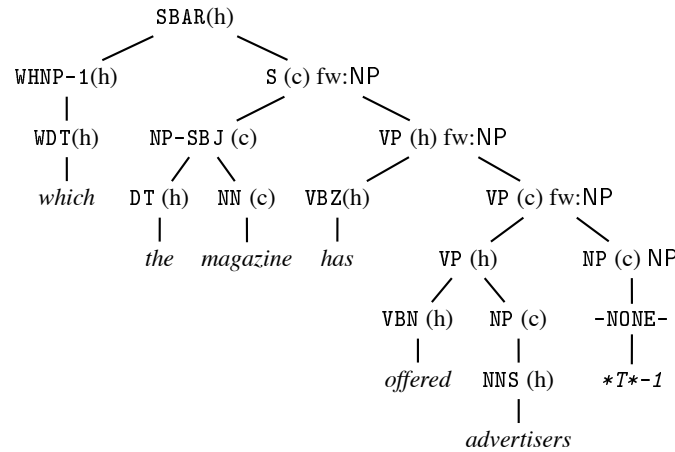 SBAR(h)
WHNP-1(h) S (c) fw:NP
WDT(h) NP-SBJ (c) VP (h) fw:NP
which DT (h) NN (c) VBZ(h) VP (c) fw:NP
the magazine has VP (h) NP (c) NP
VBN (h) NP (c) -NONE-
offered NNS (h) *T*-1
advertisers